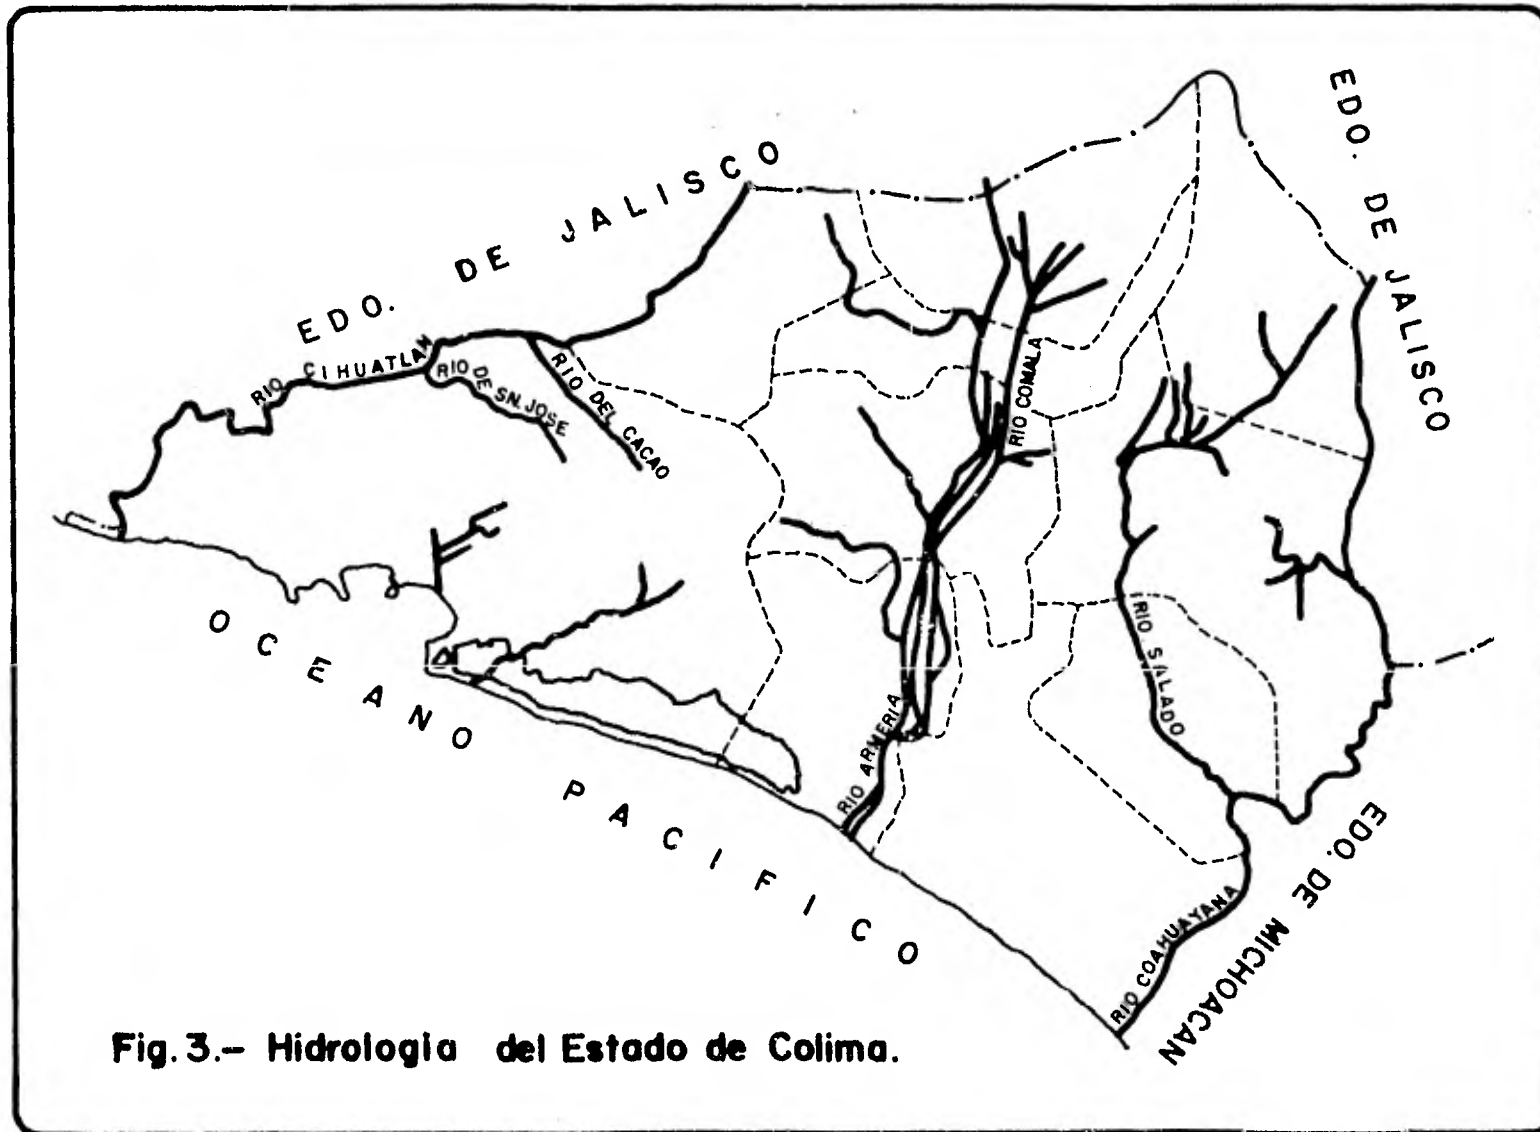 EDO. DE JALISCO
EDO. DE JALISCO
RIO CIHUATLAN
RIO DE SN. JOSE
RIO DEL CACAO
RIO COMALA
RIO SALADO
RIO ARMERIA
RIO COAHUAYANA
OCEANO PACIFICO
EDO. DE MICHOACAN
Fig. 3.- Hidrologia del Estado de Colima.